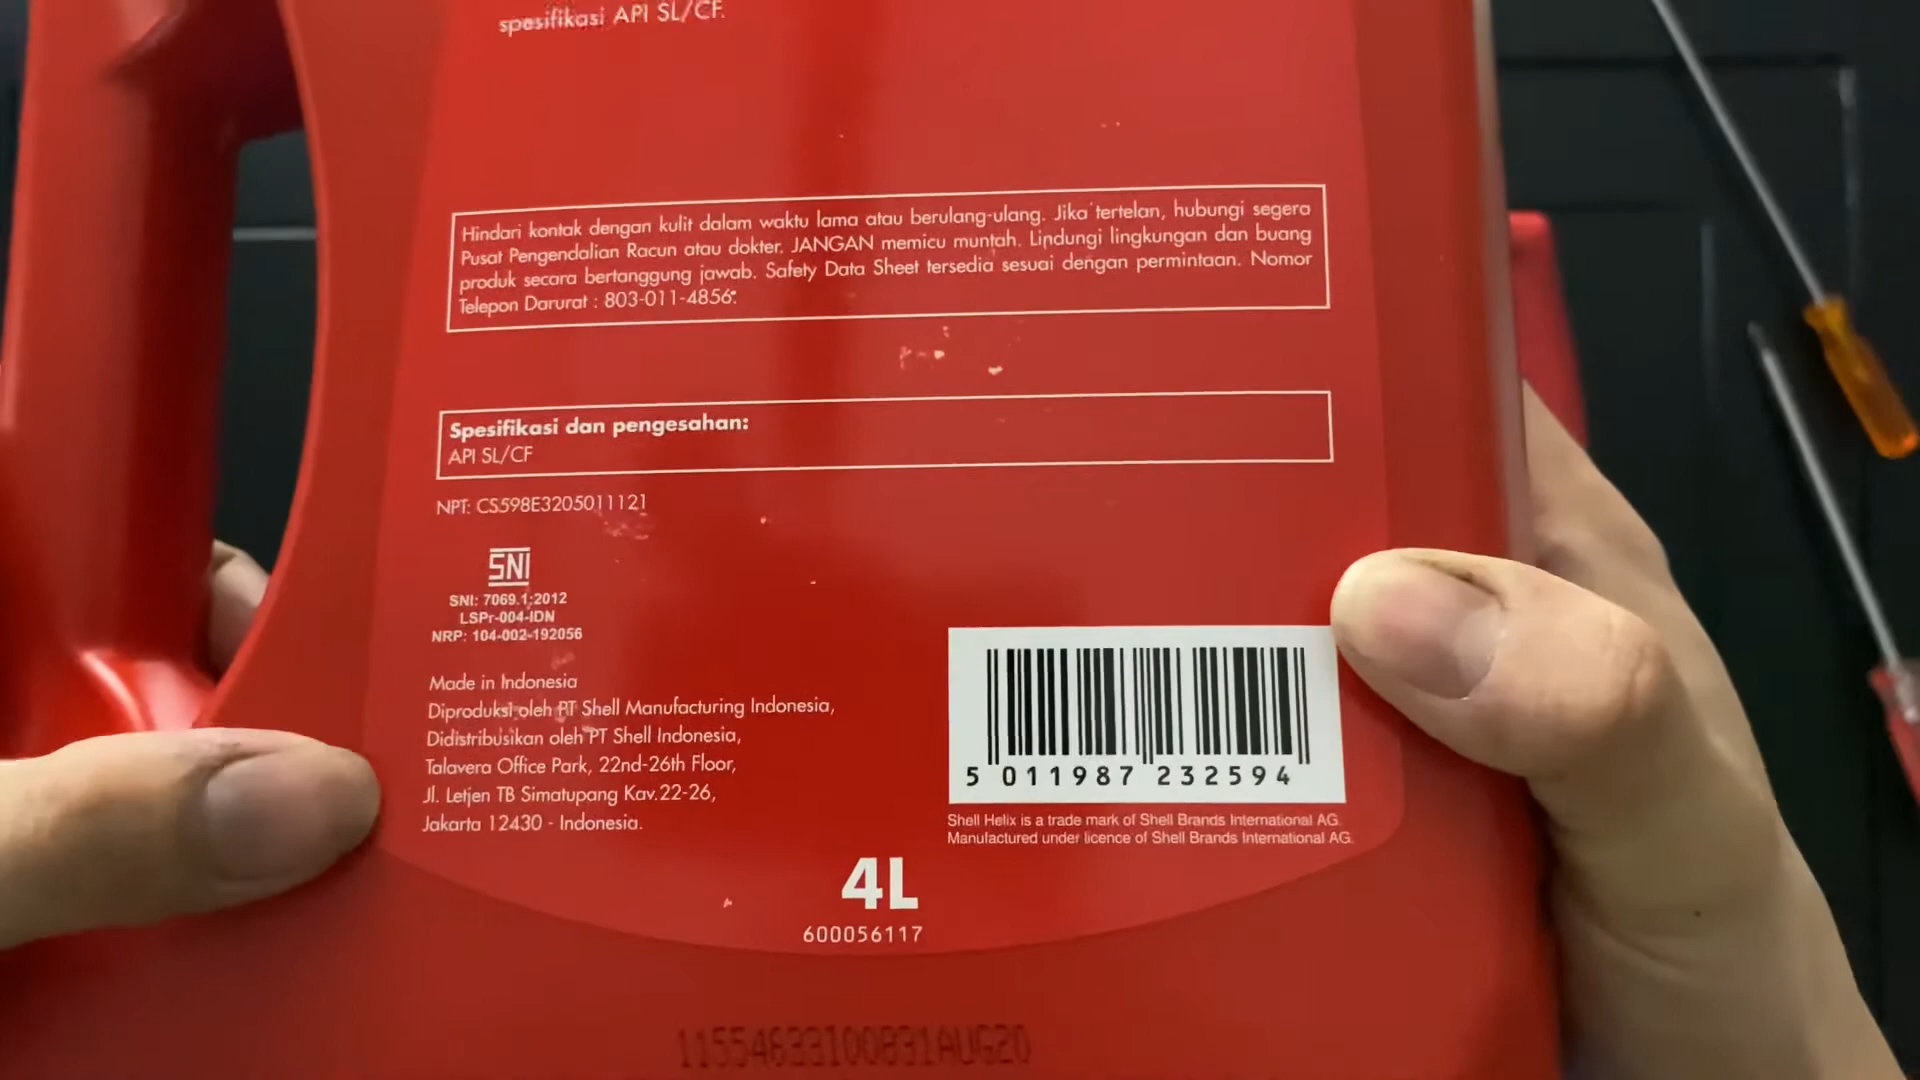 spesifikasi API SL/CF.
Hindari kontak dengan kulit dalam waktu lama atau berulang-ulang. Jika tertelan, hubungi segera
Pusat Pengendalian Racun atau dokter. JANGAN memicu muntah. Lindungi lingkungan dan buang
produk secara bertanggung jawab. Safety Data Sheet tersedia sesuai dengan permintaan. Nomor
Telepon Darurat : 803-011-4856.
Spesifikasi dan pengesahan:
API SL/CF
NPT: CS598E3205011121
SNI
SNI: 7069.1:2012
LSPr-004-IDN
NRP: 104-002-192056
Made in Indonesia
Diproduksi oleh PT Shell Manufacturing Indonesia,
Didistribusikan oleh PT Shell Indonesia,
Talavera Office Park, 22nd-26th Floor,
Jl. Letjen TB Simatupang Kav.22-26,
Jakarta 12430 - Indonesia.
5 011987 232594
Shell Helix is a trade mark of Shell Brands International AG.
Manufactured under licence of Shell Brands International AG.
4L
600056117